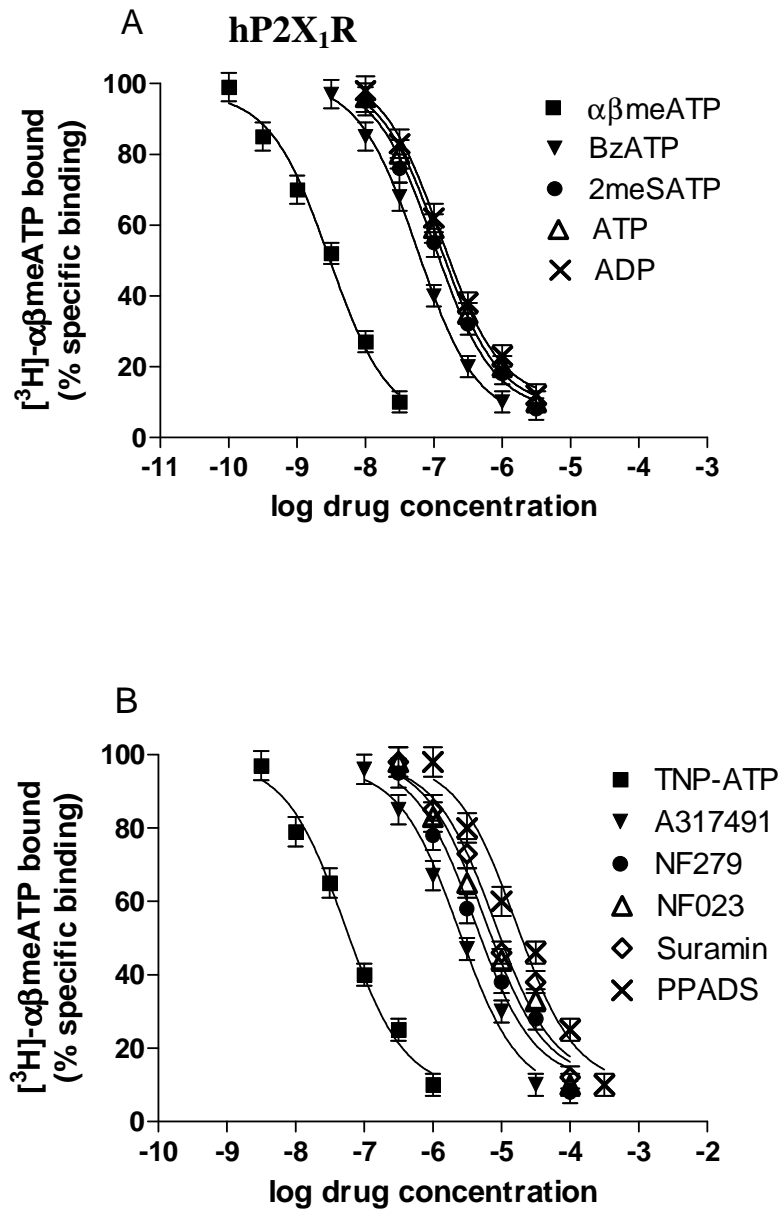 A
hP2X₁R
[³H]-αβmeATP bound
(% specific binding)
100
80
60
40
20
0
-11 -10 -9 -8 -7 -6 -5 -4 -3
log drug concentration
αβmeATP
BzATP
2meSATP
ATP
ADP
B
[³H]-αβmeATP bound
(% specific binding)
100
80
60
40
20
0
-10 -9 -8 -7 -6 -5 -4 -3 -2
log drug concentration
TNP-ATP
A317491
NF279
NF023
Suramin
PPADS